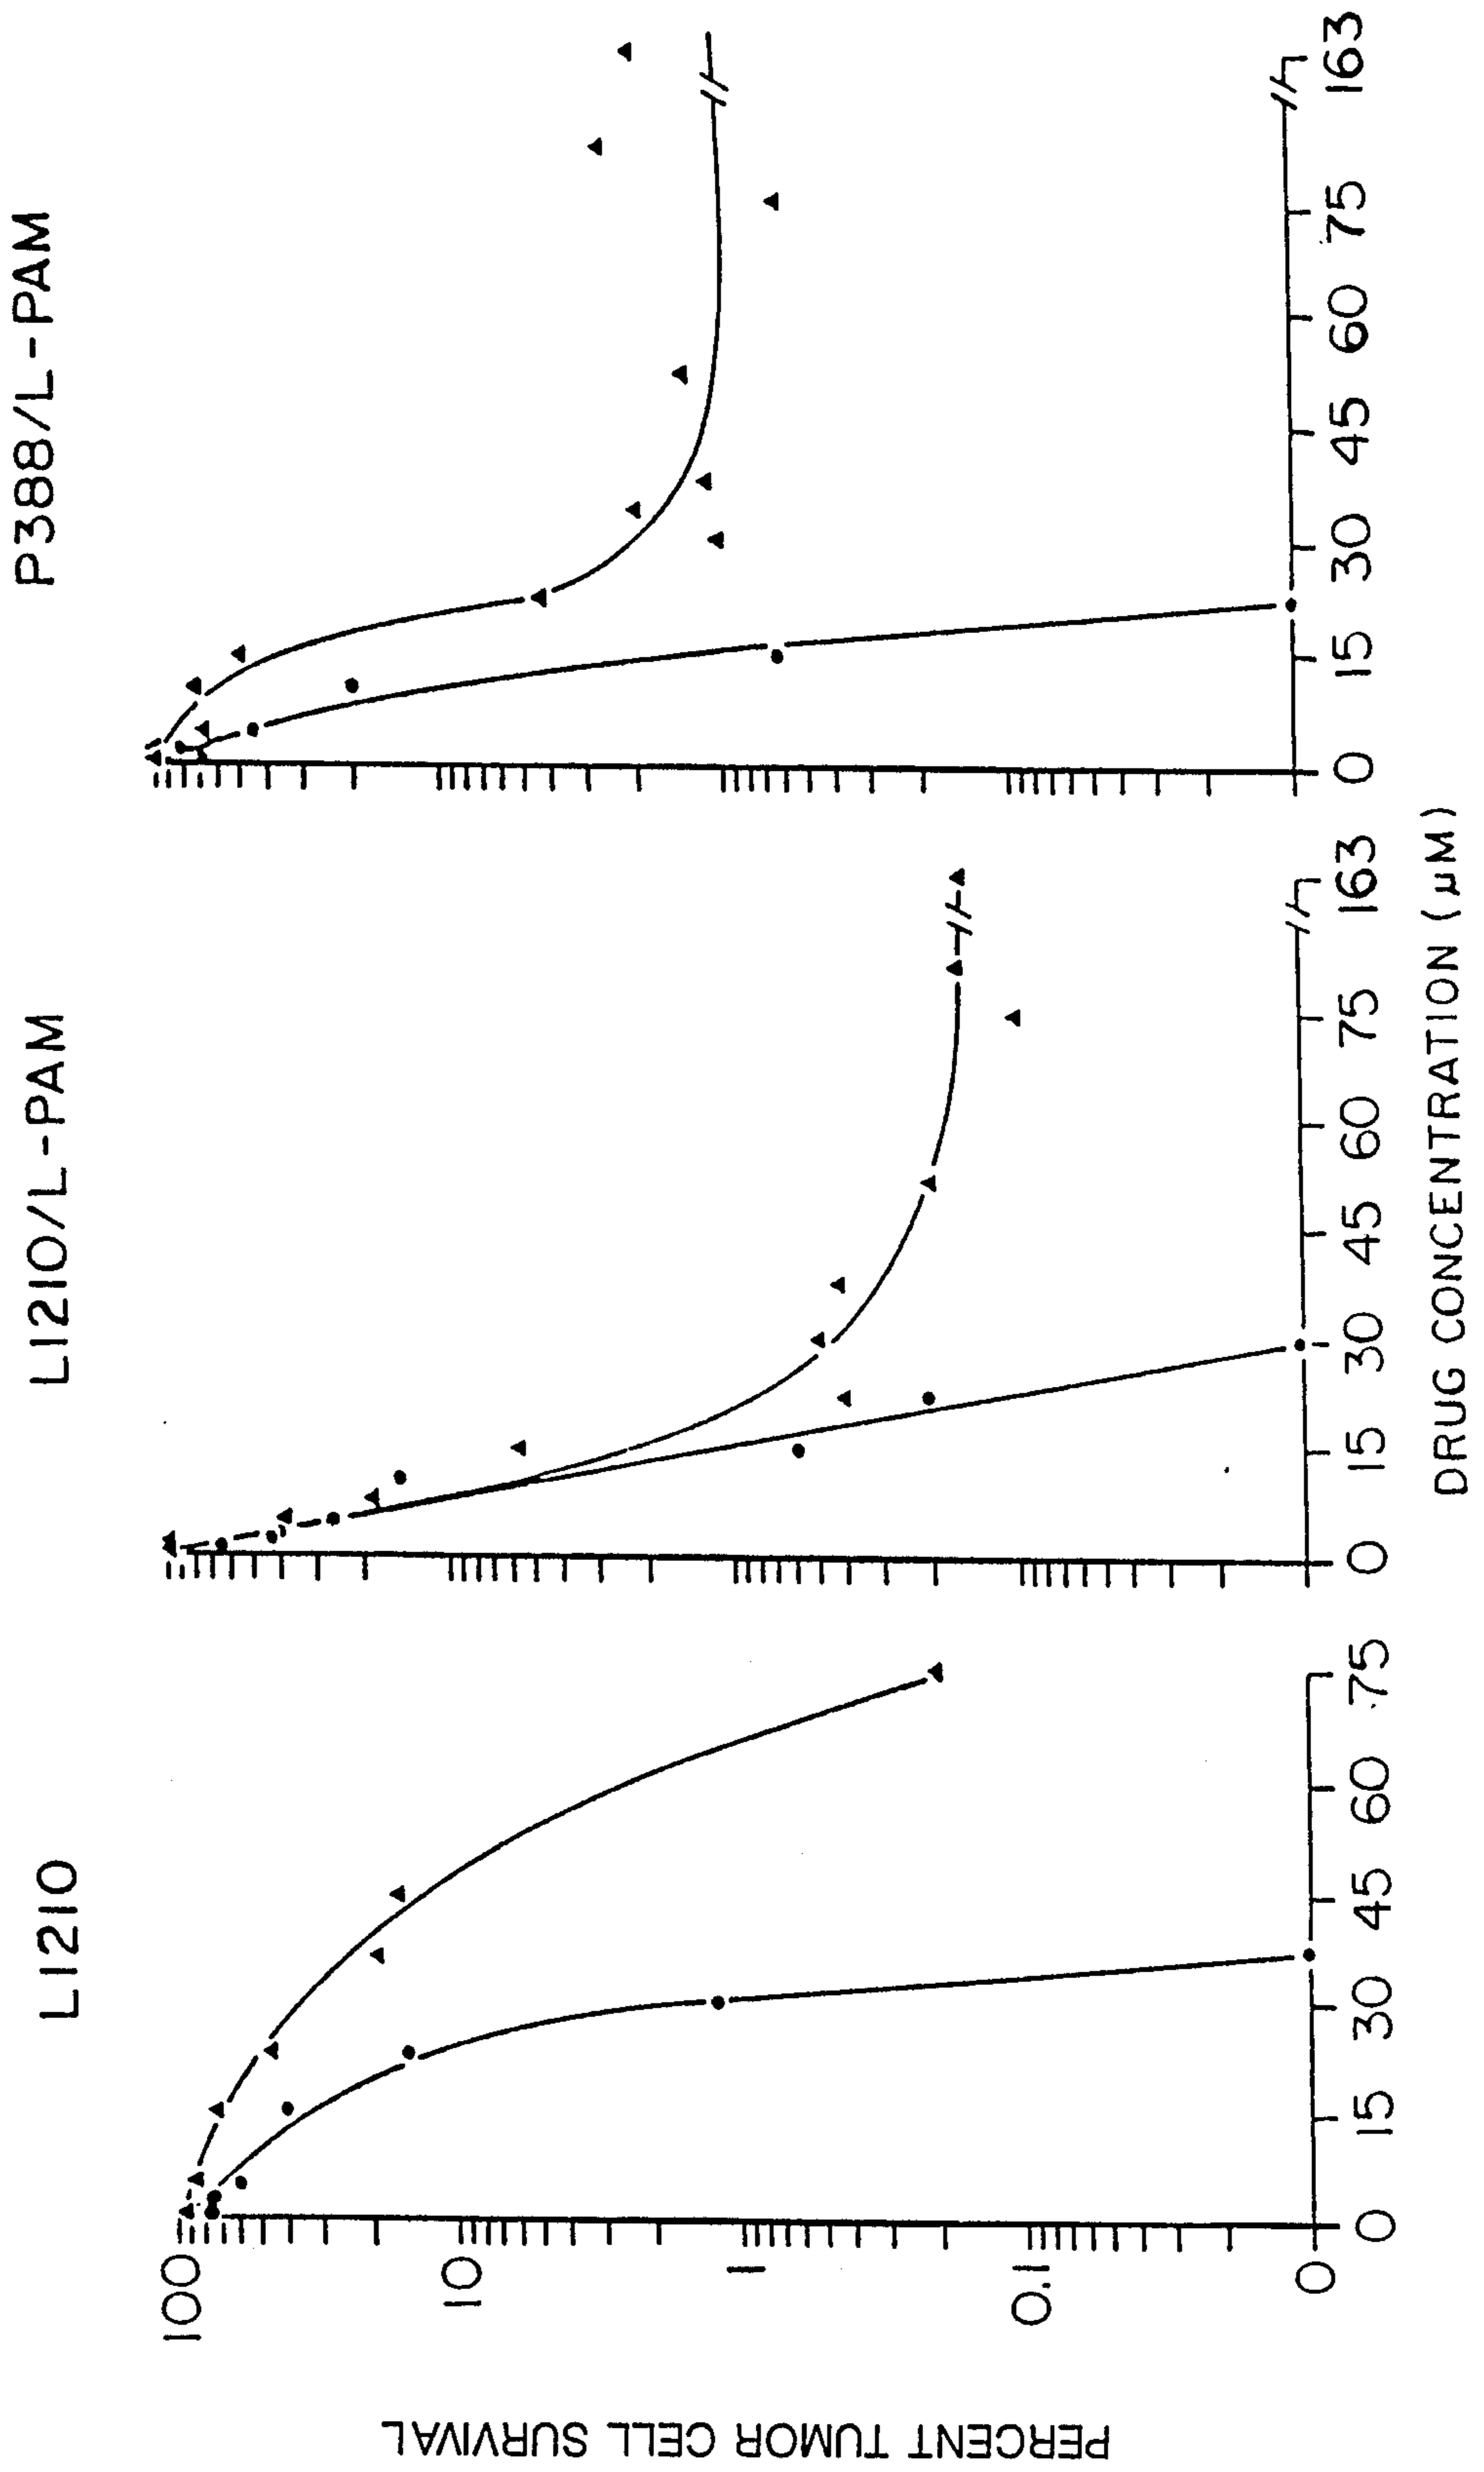 L1210
L1210/L-PAM
P388/L-PAM
PERCENT TUMOR CELL SURVIVAL
100
10
1
0.1
0
0 15 30 45 60 75
0 15 30 45 60 75 163
0 15 30 45 60 75 163
DRUG CONCENTRATION (µM)